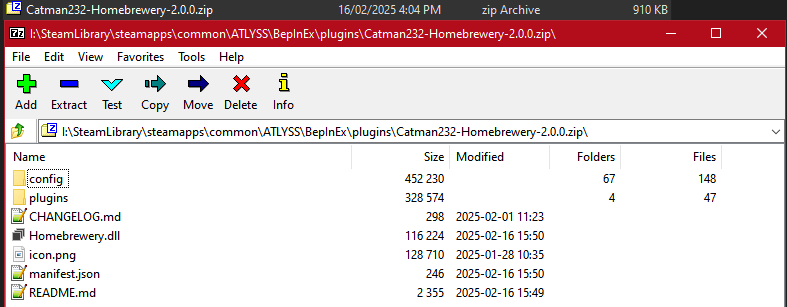 Catman232-Homebrewery-2.0.0.zip 16/02/2025 4:04 PM zip Archive 910 KB
7z I:\SteamLibrary\steamapps\common\ATLYSS\BepInEx\plugins\Catman232-Homebrewery-2.0.0.zip\
File Edit View Favorites Tools Help
Add Extract Test Copy Move Delete Info
I:\SteamLibrary\steamapps\common\ATLYSS\BepInEx\plugins\Catman232-Homebrewery-2.0.0.zip\
Name Size Modified Folders Files
config 452 230 67 148
plugins 328 574 4 47
CHANGELOG.md 298 2025-02-01 11:23
Homebrewery.dll 116 224 2025-02-16 15:50
icon.png 128 710 2025-01-28 10:35
manifest.json 246 2025-02-16 15:50
README.md 2 355 2025-02-16 15:49